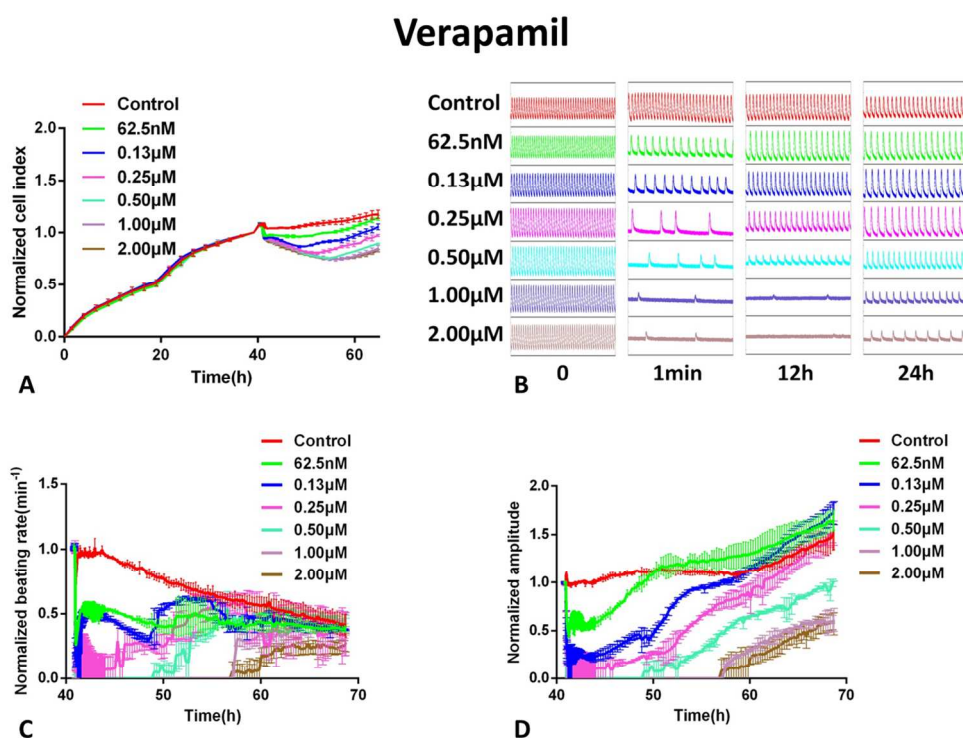 Verapamil
Normalized cell index
2.0
1.5
1.0
0.5
0.0
Control
62.5nM
0.13µM
0.25µM
0.50µM
1.00µM
2.00µM
0 20 40 60
Time(h)
A
Control
62.5nM
0.13µM
0.25µM
0.50µM
1.00µM
2.00µM
0 1min 12h 24h
B
Normalized beating rate(min⁻¹)
1.5
1.0
0.5
0.0
Control
62.5nM
0.13µM
0.25µM
0.50µM
1.00µM
2.00µM
40 50 60 70
Time(h)
C
Normalized amplitude
2.0
1.5
1.0
0.5
0.0
Control
62.5nM
0.13µM
0.25µM
0.50µM
1.00µM
2.00µM
40 50 60 70
Time(h)
D